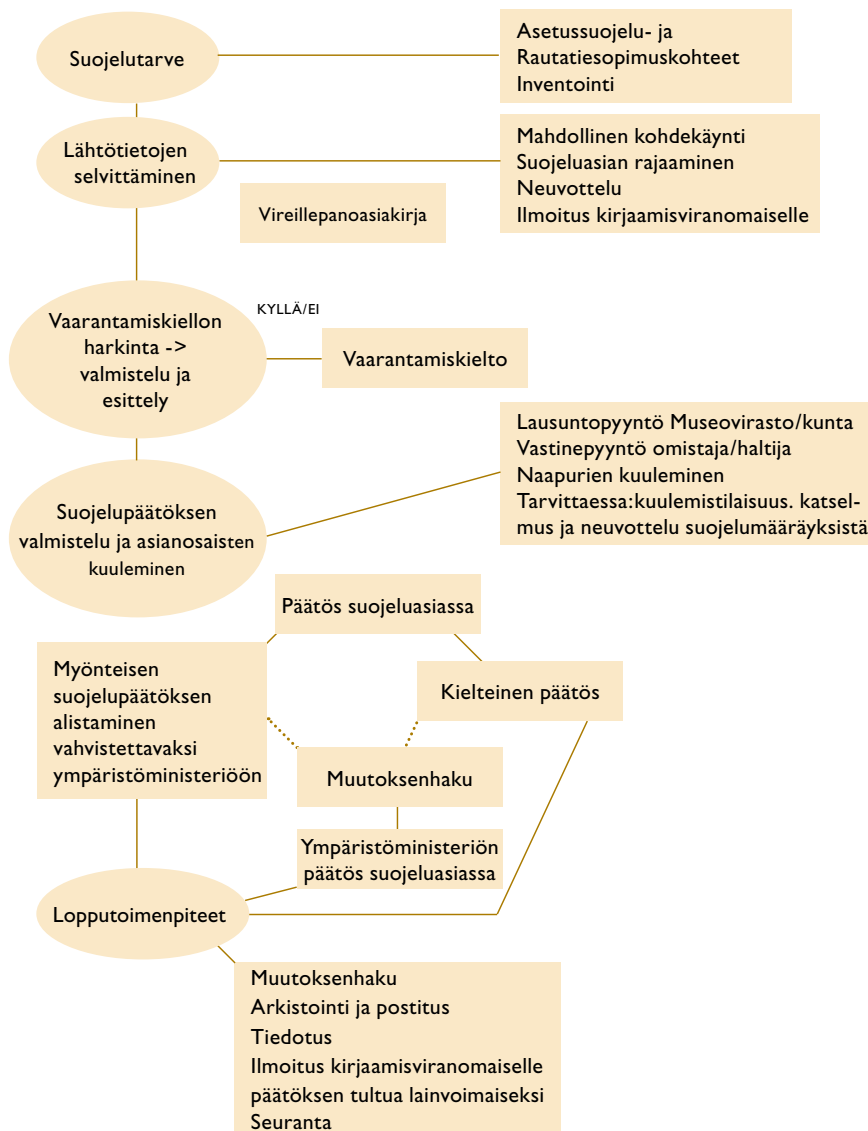 Suojelutarve
Asetussuojelu- ja
Rautatiesopimuskohteet
Inventointi
Lähtötietojen
selvittäminen
Mahdollinen kohdekäynti
Suojeluasian rajaaminen
Neuvottelu
Ilmoitus kirjaamisviranomaiselle
Vireillepanoasiakirja
Vaarantamiskiellon
harkinta ->
valmistelu ja
esittely
KYLLÄ/EI
Vaarantamiskielto
Lausuntopyyntö Museovirasto/kunta
Vastinepyyntö omistaja/haltija
Naapurien kuuleminen
Tarvittaessa:kuulemistilaisuus. katsel-
mus ja neuvottelu suojelumääräyksistä
Suojelupäätöksen
valmistelu ja asianosaisten
kuuleminen
Päätös suojeluasiassa
Myönteisen
suojelupäätöksen
alistaminen
vahvistettavaksi
ympäristöministeriöön
Kielteinen päätös
Muutoksenhaku
Ympäristöministeriön
päätös suojeluasiassa
Lopputoimenpiteet
Muutoksenhaku
Arkistointi ja postitus
Tiedotus
Ilmoitus kirjaamisviranomaiselle
päätöksen tultua lainvoimaiseksi
Seuranta